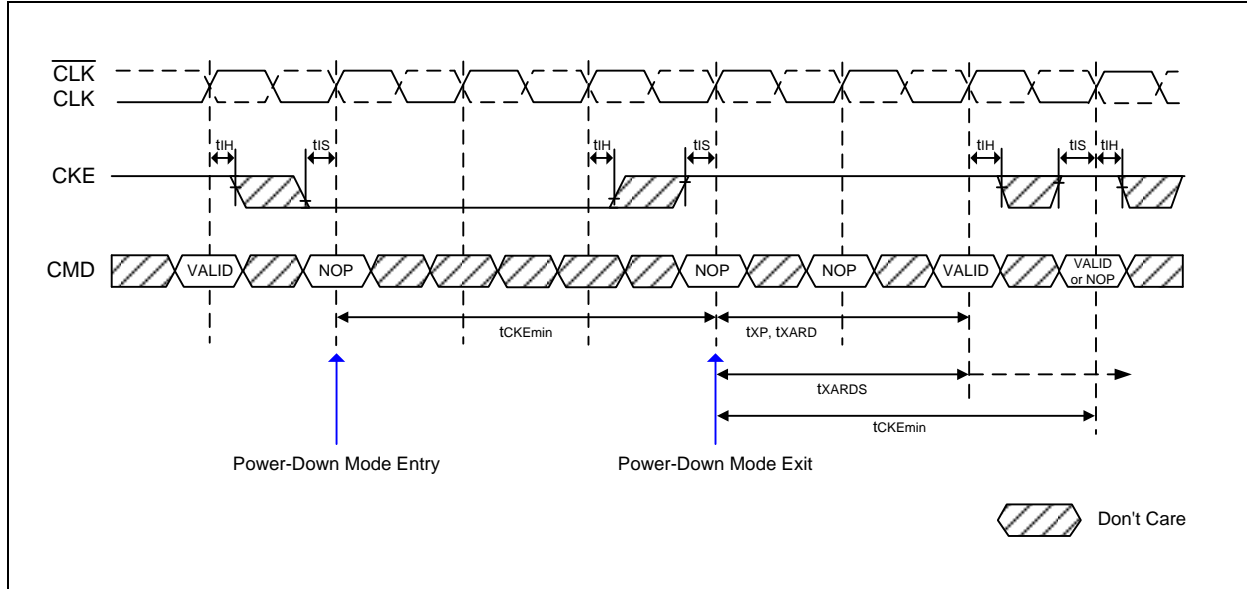 CLK
CLK
tIH tIS tIH tIS tIH tIS tIH
CKE
CMD VALID NOP NOP NOP VALID VALID or NOP
tCKEmin tXP, tXARD
tXARDS
tCKEmin
Power-Down Mode Entry Power-Down Mode Exit
Don't Care